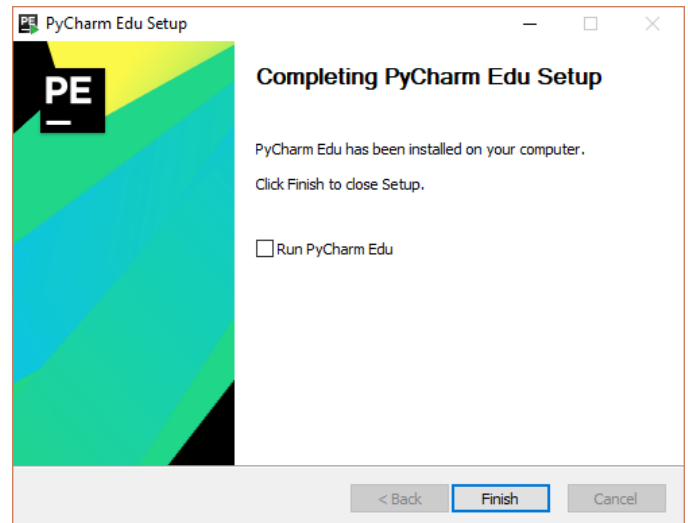 PyCharm Edu Setup
PE
Completing PyCharm Edu Setup
PyCharm Edu has been installed on your computer.
Click Finish to close Setup.
Run PyCharm Edu
< Back
Finish
Cancel